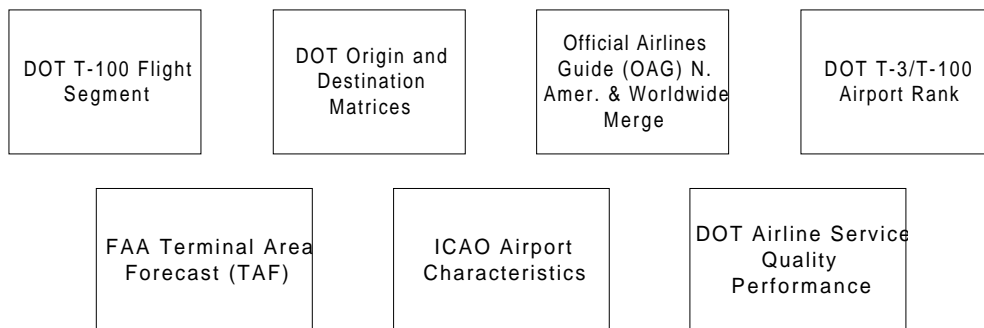 DOT T-100 Flight
Segment
DOT Origin and
Destination
Matrices
Official Airlines
Guide (OAG) N.
Amer. & Worldwide
Merge
DOT T-3/T-100
Airport Rank
FAA Terminal Area
Forecast (TAF)
ICAO Airport
Characteristics
DOT Airline Service
Quality
Performance